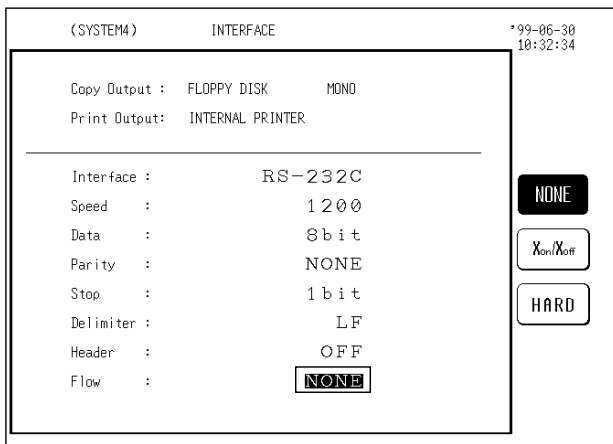 (SYSTEM4) INTERFACE '99-06-30
10:32:34
Copy Output : FLOPPY DISK MONO
Print Output: INTERNAL PRINTER
Interface : RS-232C
Speed : 1200
Data : 8bit
Parity : NONE
Stop : 1bit
Delimiter : LF
Header : OFF
Flow : NONE
NONE
Xon/Xoff
HARD